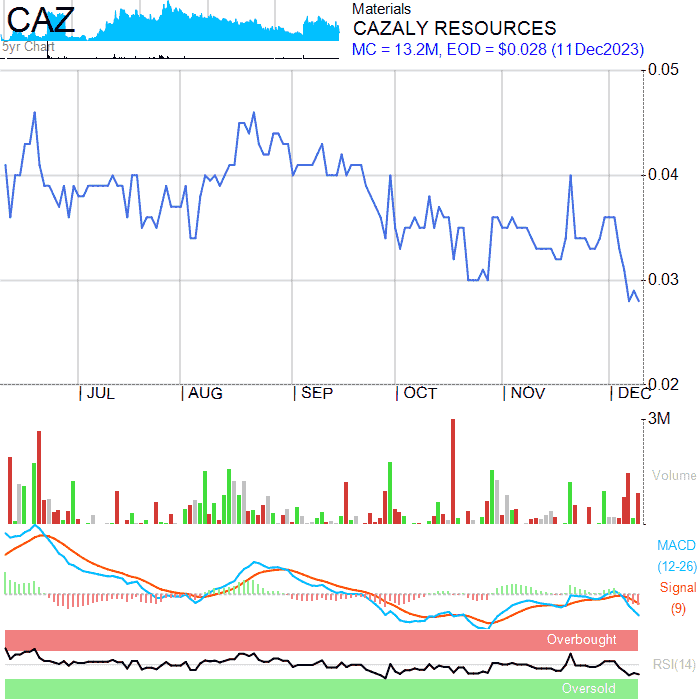 CAZ
5yr Chart
Materials
CAZALY RESOURCES
MC = 13.2M, EOD = $0.028 (11Dec2023)
0.05
0.04
0.03
0.02
JUL
AUG
SEP
OCT
NOV
DEC
3M
Volume
MACD
(12-26)
Signal
(9)
Overbought
RSI(14)
Oversold